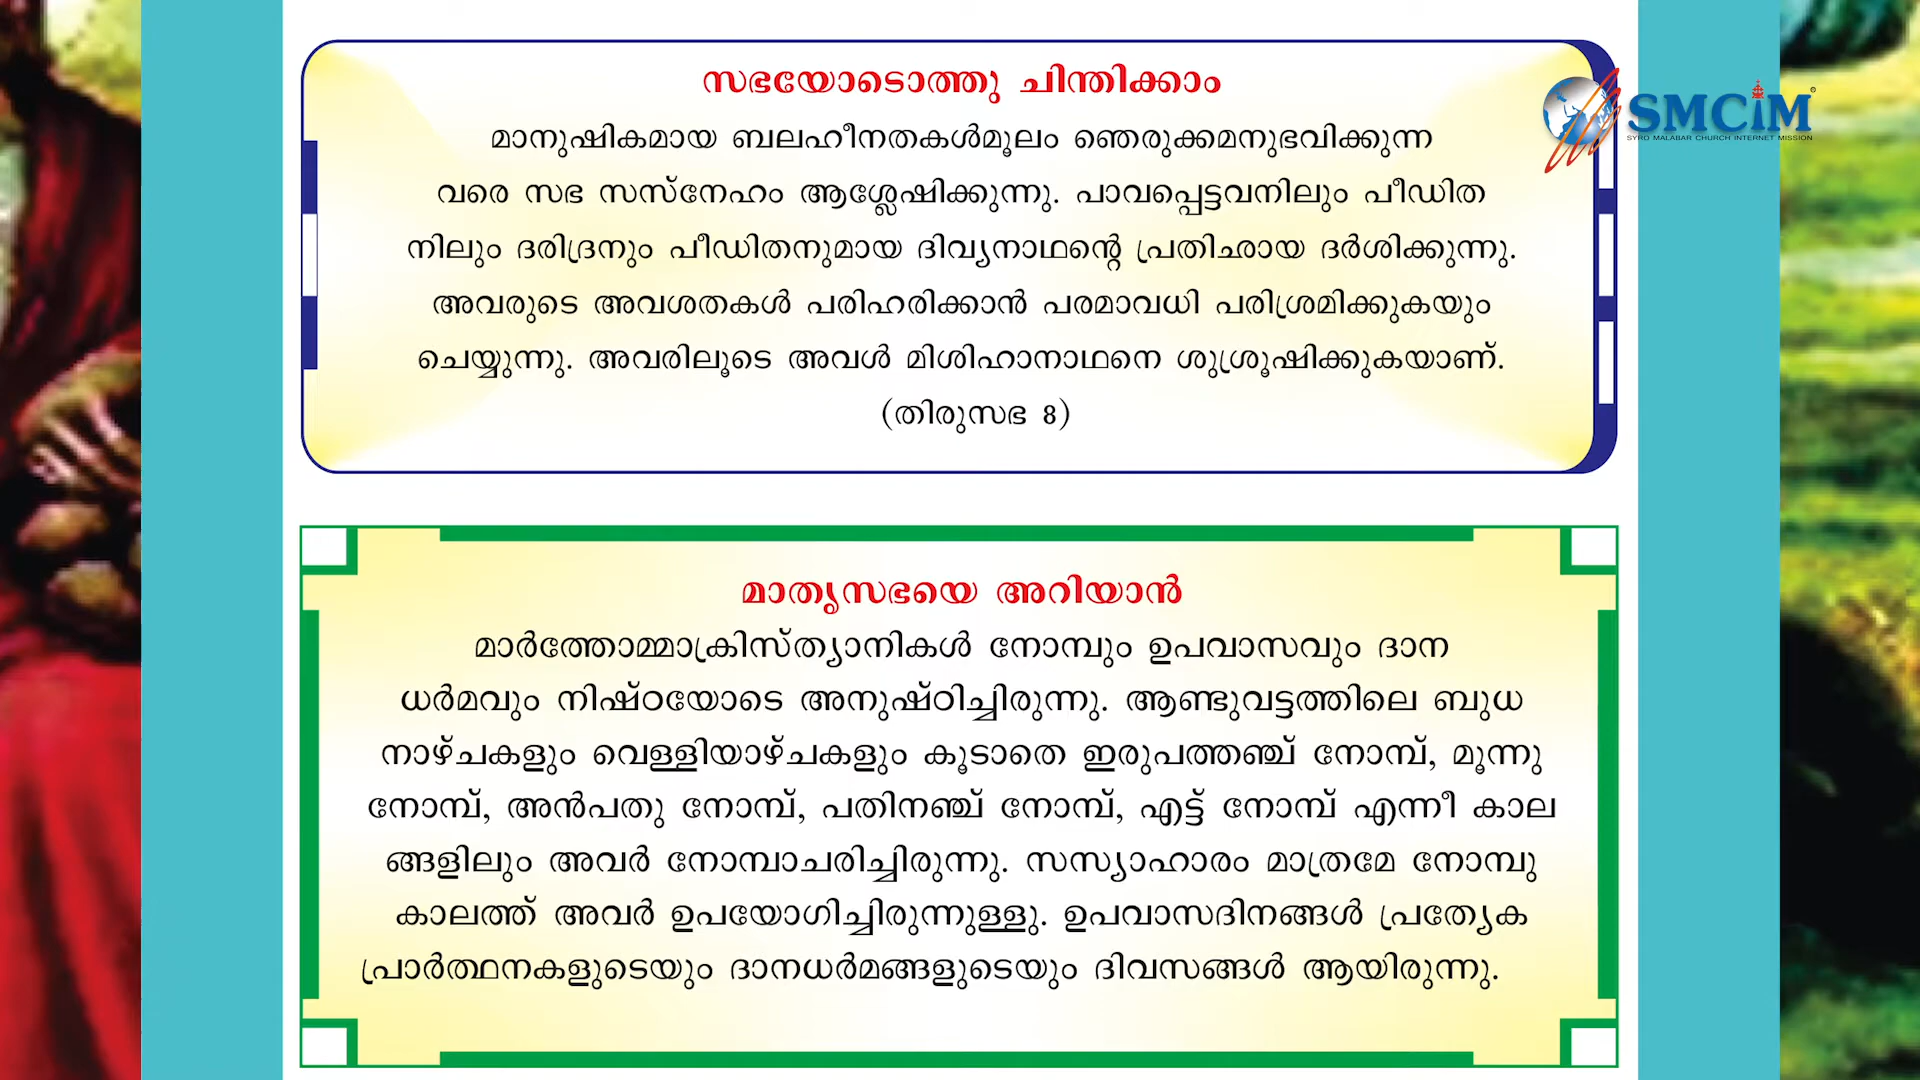 സഭയോടൊത്തു ചിന്തിക്കാം
മാനുഷികമായ ബലഹീനതകൾമൂലം ഞെരുക്കമനുഭവിക്കുന്ന
വരെ സഭ സസ്നേഹം ആശ്ലേഷിക്കുന്നു. പാവപ്പെട്ടവനിലും പീഡിത
നിലും ദരിദ്രനും പീഡിതനുമായ ദിവ്യനാഥന്റെ പ്രതിഛായ ദർശിക്കുന്നു.
അവരുടെ അവശതകൾ പരിഹരിക്കാൻ പരമാവധി പരിശ്രമിക്കുകയും
ചെയ്യുന്നു. അവരിലൂടെ അവൾ മിശിഹാനാഥനെ ശുശ്രൂഷിക്കുകയാണ്.
(തിരുസഭ 8)
SMCIM
SYRO MALABAR CHURCH INTERNET MISSION
മാതൃസഭയെ അറിയാൻ
മാർത്തോമ്മാക്രിസ്ത്യാനികൾ നോമ്പും ഉപവാസവും ദാന
ധർമവും നിഷ്ഠയോടെ അനുഷ്ഠിച്ചിരുന്നു. ആണ്ടുവട്ടത്തിലെ ബുധ
നാഴ്ചകളും വെള്ളിയാഴ്ചകളും കൂടാതെ ഇരുപത്തഞ്ച് നോമ്പ്, മൂന്നു
നോമ്പ്, അൻപതു നോമ്പ്, പതിനഞ്ച് നോമ്പ്, എട്ട് നോമ്പ് എന്നീ കാല
ങ്ങളിലും അവർ നോമ്പാചരിച്ചിരുന്നു. സസ്യാഹാരം മാത്രമേ നോമ്പു
കാലത്ത് അവർ ഉപയോഗിച്ചിരുന്നുള്ളു. ഉപവാസദിനങ്ങൾ പ്രത്യേക
പ്രാർത്ഥനകളുടെയും ദാനധർമങ്ങളുടെയും ദിവസങ്ങൾ ആയിരുന്നു.